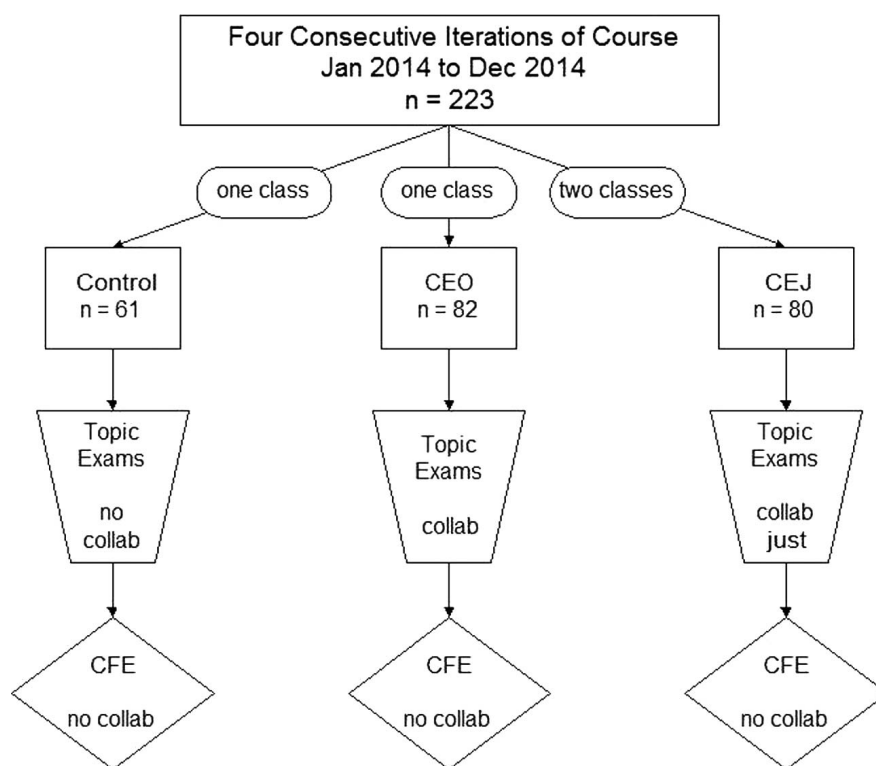 Four Consecutive Iterations of Course
Jan 2014 to Dec 2014
n = 223
one class
one class
two classes
Control
n = 61
CEO
n = 82
CEJ
n = 80
Topic
Exams
no
collab
Topic
Exams
collab
Topic
Exams
collab
just
CFE
no collab
CFE
no collab
CFE
no collab